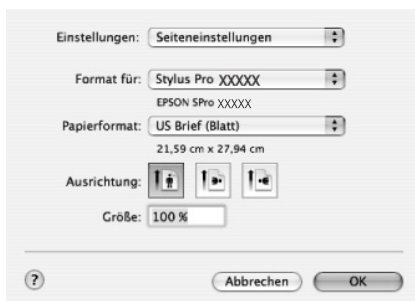 Einstellungen: Seiteneinstellungen
Format für: Stylus Pro XXXXX
EPSON SPro XXXXX
Papierformat: US Brief (Blatt)
21,59 cm x 27,94 cm
Ausrichtung:
Größe: 100 %
? Abbrechen OK